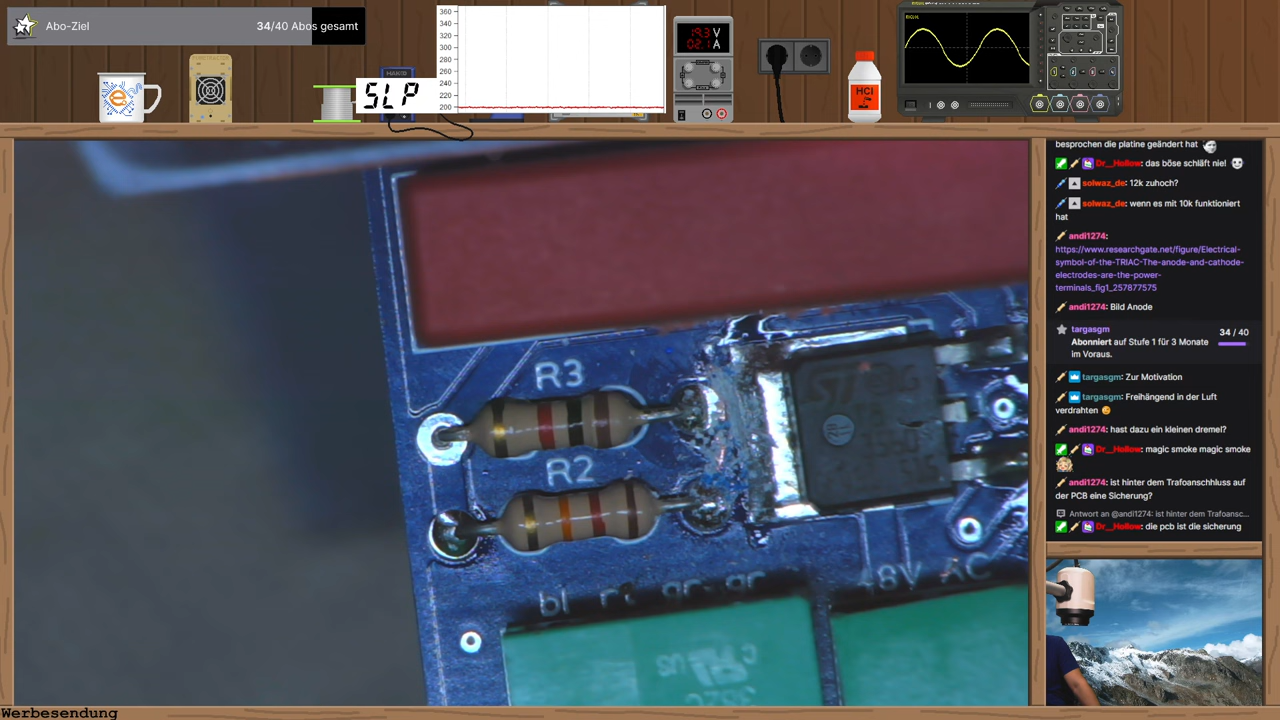 Abo-Ziel
34/40 Abos gesamt
SLP
HAKKO
360
340
320
300
280
260
240
220
200
19.3 V
02.1 A
HCl
besprochen die platine geändert hat
Dr__Hollow: das böse schläft nie!
solwaz_de: 12k zuhoch?
solwaz_de: wenn es mit 10k funktioniert
hat
andi1274:
https://www.researchgate.net/figure/Electrical-
symbol-of-the-TRIAC-The-anode-and-cathode-
electrodes-are-the-power-
terminals_fig1_257877575
andi1274: Bild Anode
targasgm
34 / 40
Abonniert auf Stufe 1 für 3 Monate
im Voraus.
targasgm: Zur Motivation
targasgm: Freihängend in der Luft
verdrahten
andi1274: hast dazu ein kleinen dremel?
Dr__Hollow: magic smoke magic smoke
andi1274: ist hinter dem Trafoanschhluss auf
der PCB eine Sicherung?
Antwort an @andi1274: ist hinter dem Trafoansc...
Dr__Hollow: die pcb ist die sicherung
R3
R2
48V AC
Werbesendung